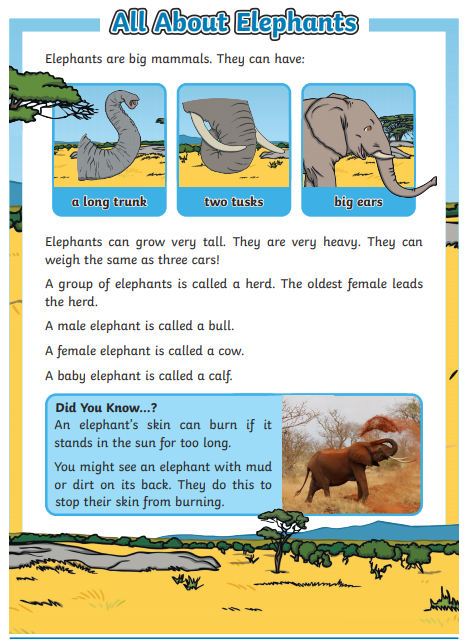 All About Elephants
Elephants are big mammals. They can have:
a long trunk
two tusks
big ears
Elephants can grow very tall. They are very heavy. They can
weigh the same as three cars!
A group of elephants is called a herd. The oldest female leads
the herd.
A male elephant is called a bull.
A female elephant is called a cow.
A baby elephant is called a calf.
Did You Know...?
An elephant's skin can burn if it
stands in the sun for too long.
You might see an elephant with mud
or dirt on its back. They do this to
stop their skin from burning.